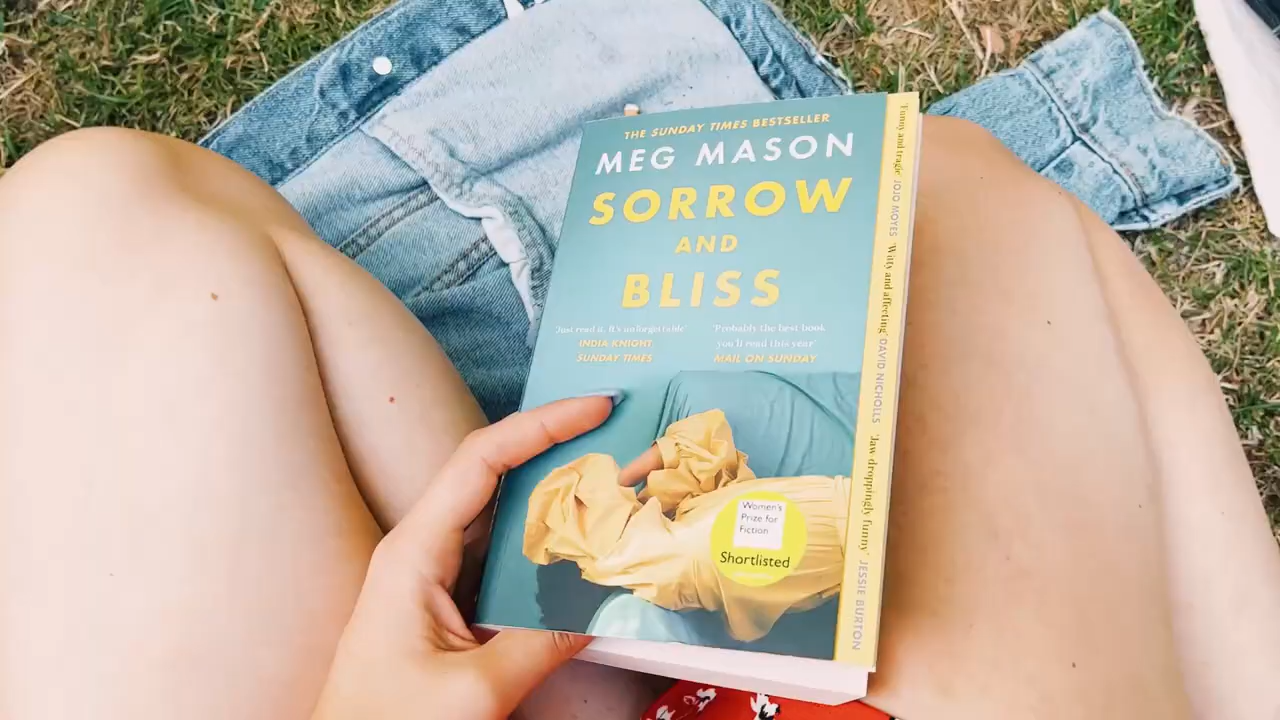 THE SUNDAY TIMES BESTSELLER
MEG MASON
SORROW
AND
BLISS
'Just read it. It's unforgettable'
INDIA KNIGHT
SUNDAY TIMES
'Probably the best book
you'll read this year'
MAIL ON SUNDAY
Women's
Prize for
Fiction
Shortlisted
'Funny and tragic' JOJO MOYES 'Witty and affecting' DAVID NICHOLLS 'Jaw droppingly funny' JESSIE BURTON